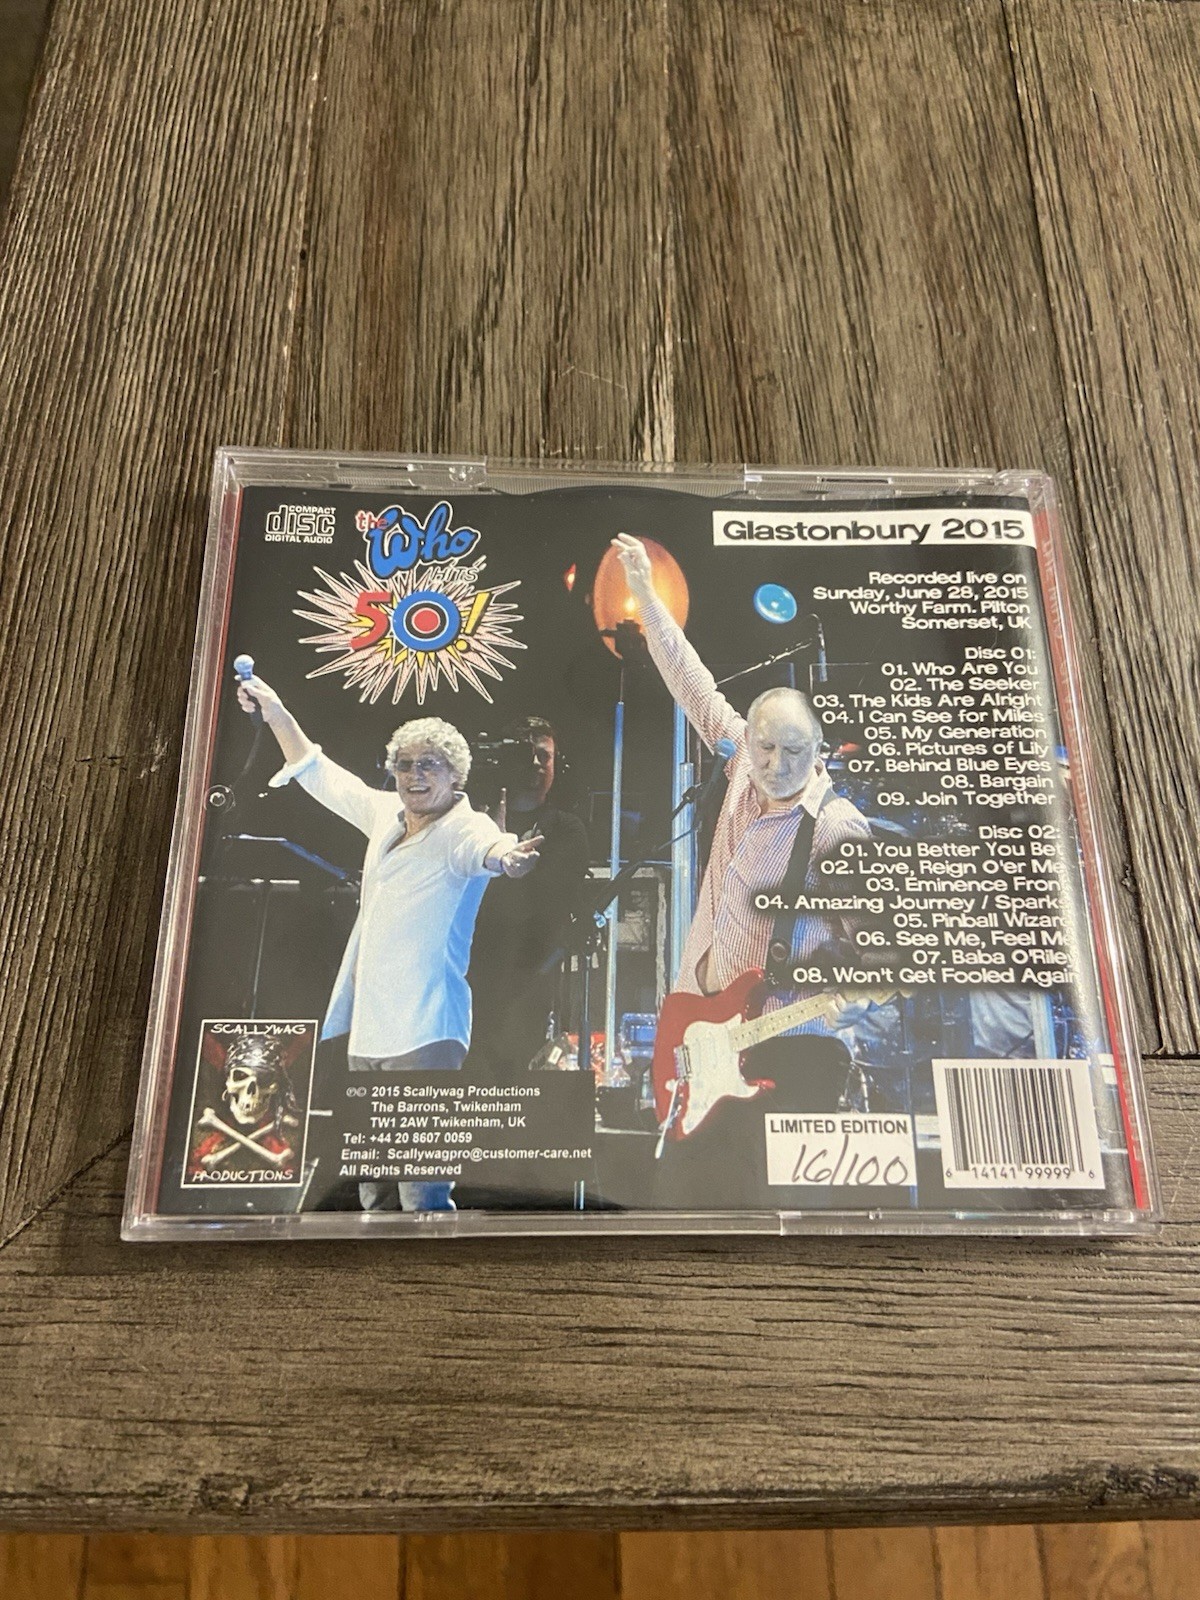 COMPACT
disc
DIGITAL AUDIO
the Who
HITS
50!
Glastonbury 2015
Recorded live on
Sunday, June 28, 2015
Worthy Farm. Pilton
Somerset, UK
Disc 01:
01. Who Are You
02. The Seeker
03. The Kids Are Alright
04. I Can See for Miles
05. My Generation
06. Pictures of Lily
07. Behind Blue Eyes
08. Bargain
09. Join Together
Disc 02:
01. You Better You Bet
02. Love, Reign O'er Me
03. Eminence Fron
04. Amazing Journey / Sparks
05. Pinball Wizar
06. See Me, Feel Me
07. Baba O'Riley
08. Won't Get Fooled Again
SCALLYWAG
PRODUCTIONS
℗© 2015 Scallywag Productions
The Barrons, Twikenham
TW1 2AW Twikenham, UK
Tel: +44 20 8607 0059
Email: Scallywagpro@customer-care.net
All Rights Reserved
LIMITED EDITION
16/100
6 14141 99999 6